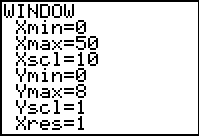 WINDOW
Xmin=0
Xmax=50
Xscl=10
Ymin=0
Ymax=8
Yscl=1
Xres=1